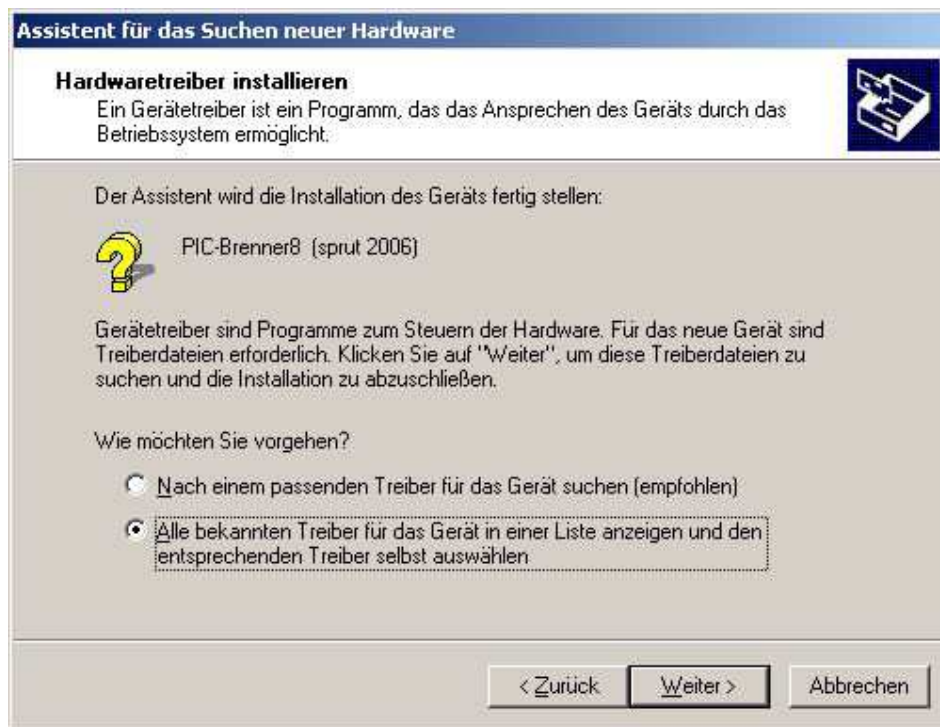 Assistent für das Suchen neuer Hardware
Hardwaretreiber installieren
Ein Gerätetreiber ist ein Programm, das das Ansprechen des Geräts durch das
Betriebssystem ermöglicht.
Der Assistent wird die Installation des Geräts fertig stellen:
PIC-Brenner8 (sprut 2006)
Gerätetreiber sind Programme zum Steuern der Hardware. Für das neue Gerät sind
Treiberdateien erforderlich. Klicken Sie auf "Weiter", um diese Treiberdateien zu
suchen und die Installation zu abzuschließen.
Wie möchten Sie vorgehen?
Nach einem passenden Treiber für das Gerät suchen (empfohlen)
Alle bekannten Treiber für das Gerät in einer Liste anzeigen und den
entsprechenden Treiber selbst auswählen
< Zurück Weiter > Abbrechen